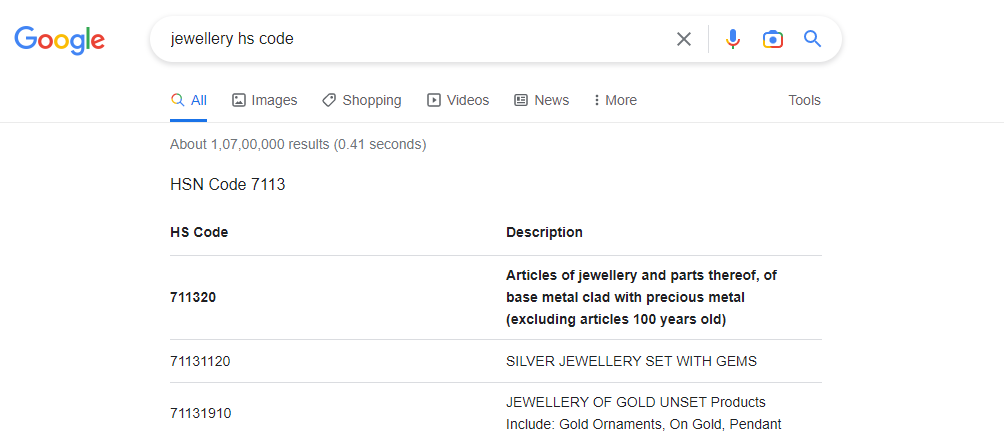 Google
jewellery hs code
All Images Shopping Videos News More Tools
About 1,07,00,000 results (0.41 seconds)
HSN Code 7113
HS Code Description
711320 Articles of jewellery and parts thereof, of
base metal clad with precious metal
(excluding articles 100 years old)
71131120 SILVER JEWELLERY SET WITH GEMS
71131910 JEWELLERY OF GOLD UNSET Products
Include: Gold Ornaments, On Gold, Pendant